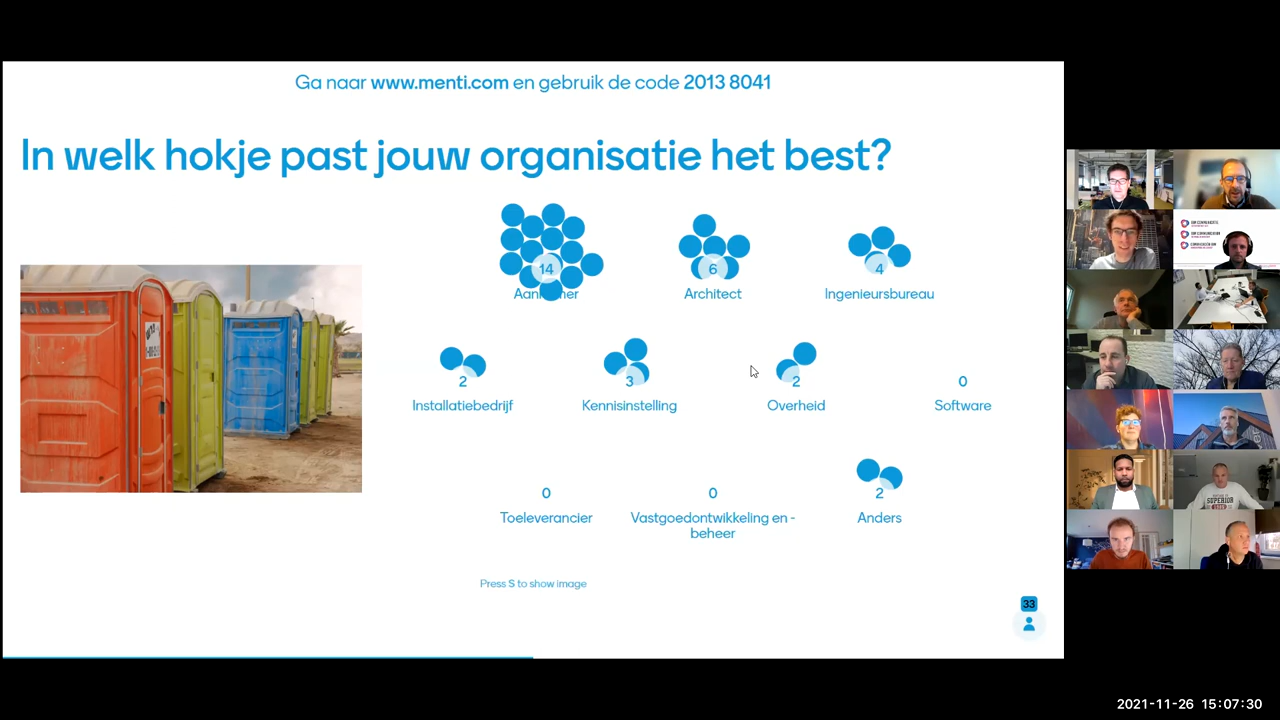 Ga naar www.menti.com en gebruik de code 2013 8041
In welk hokje past jouw organisatie het best?
14
6
4
Architect
Ingenieursbureau
2
3
2
0
Installatiebedrijf
Kennisinstelling
Overheid
Software
0
0
2
Toeleverancier
Vastgoedontwikkeling en -
beheer
Anders
Press S to show image
33
SUPERIOR
2021-11-26 15:07:30